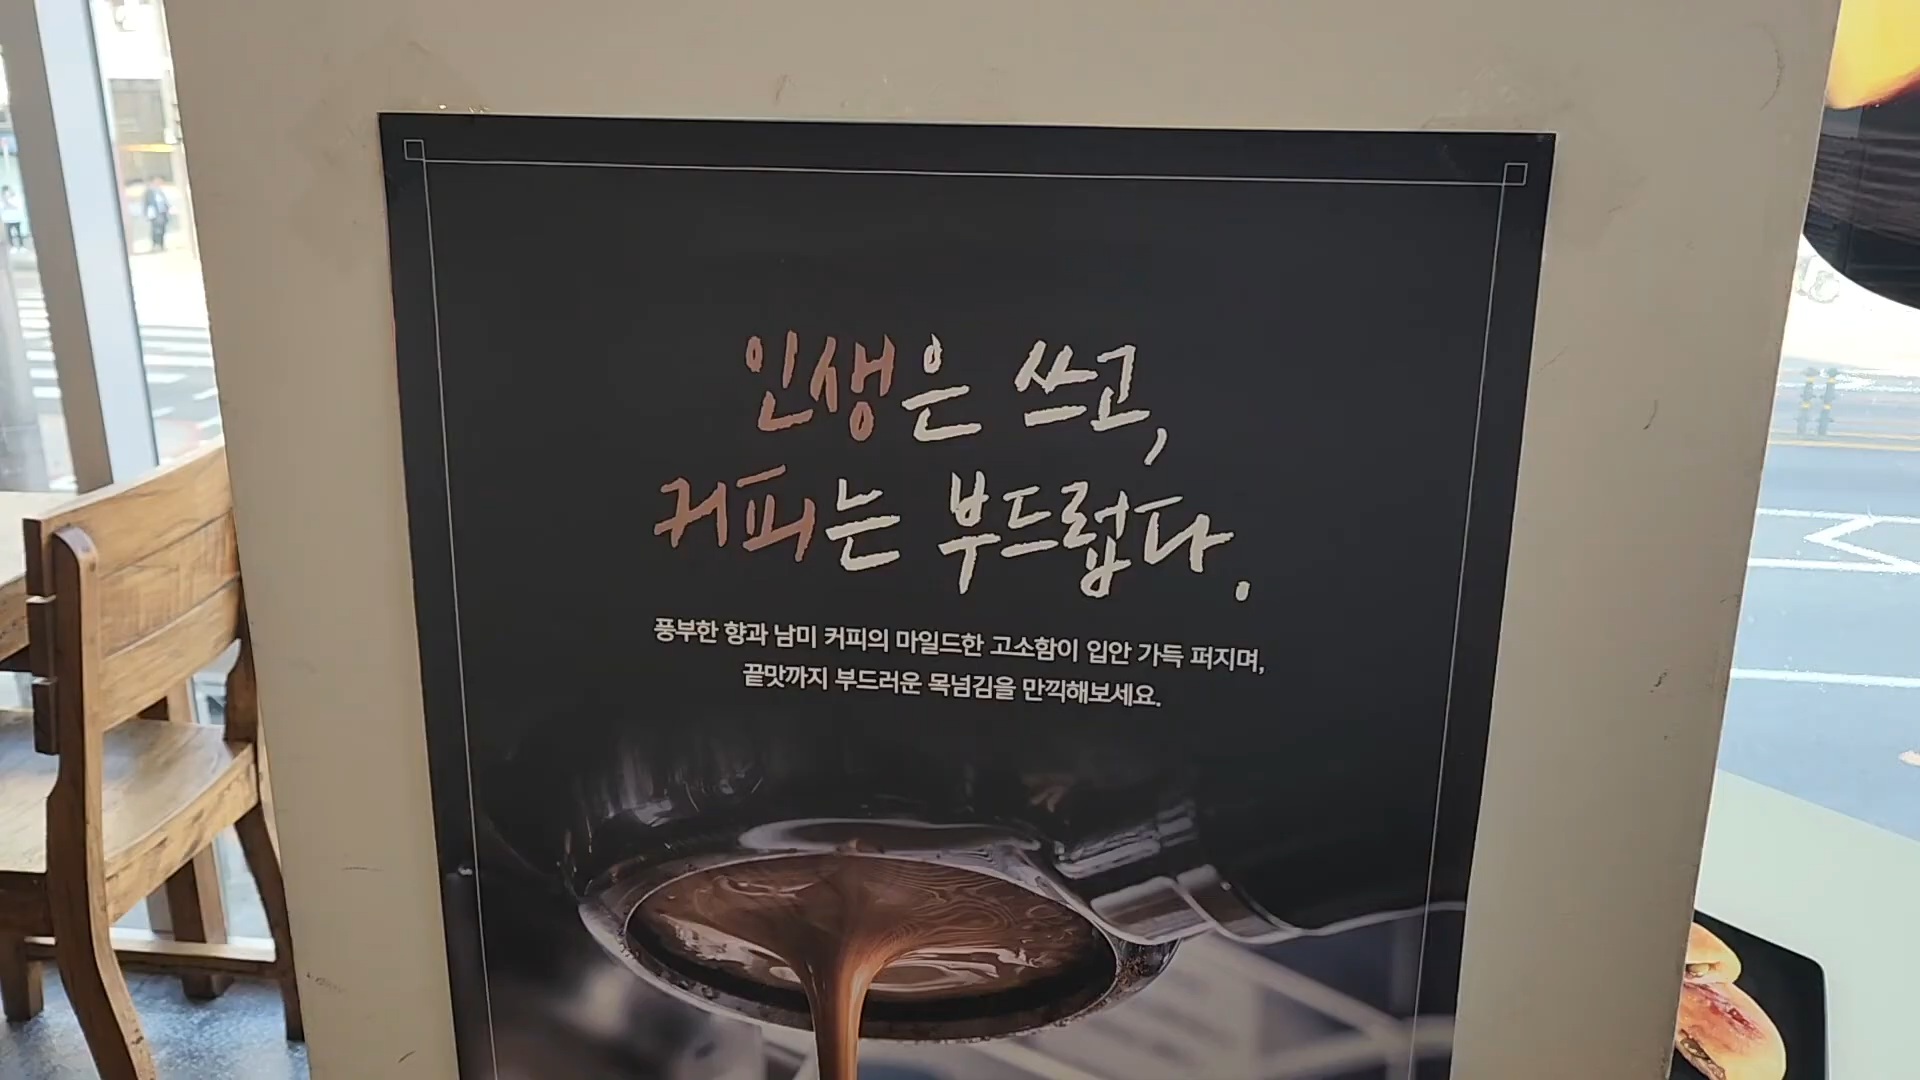 인생은 쓰고,
커피는 부드럽다.
풍부한 향과 남미 커피의 마일드한 고소함이 입안 가득 퍼지며,
끝맛까지 부드러운 목넘김을 만끽해보세요.